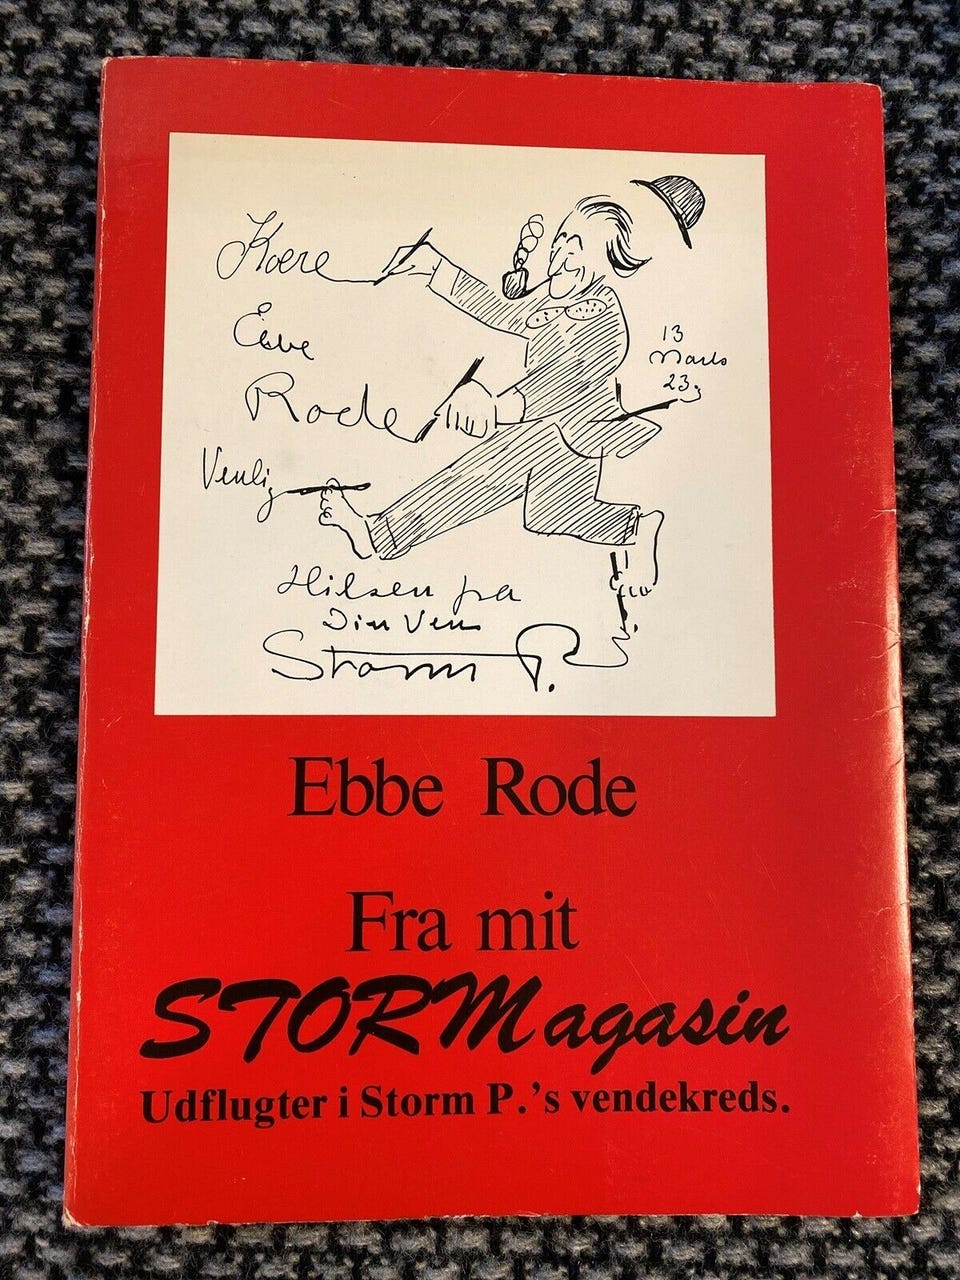 Kære
Ebbe
Rode
13
Marts
23
Venlig
Hilsen fra
Din Ven
Storm P.
Ebbe Rode
Fra mit
STORMagasin
Udflugter i Storm P.'s vendekreds.